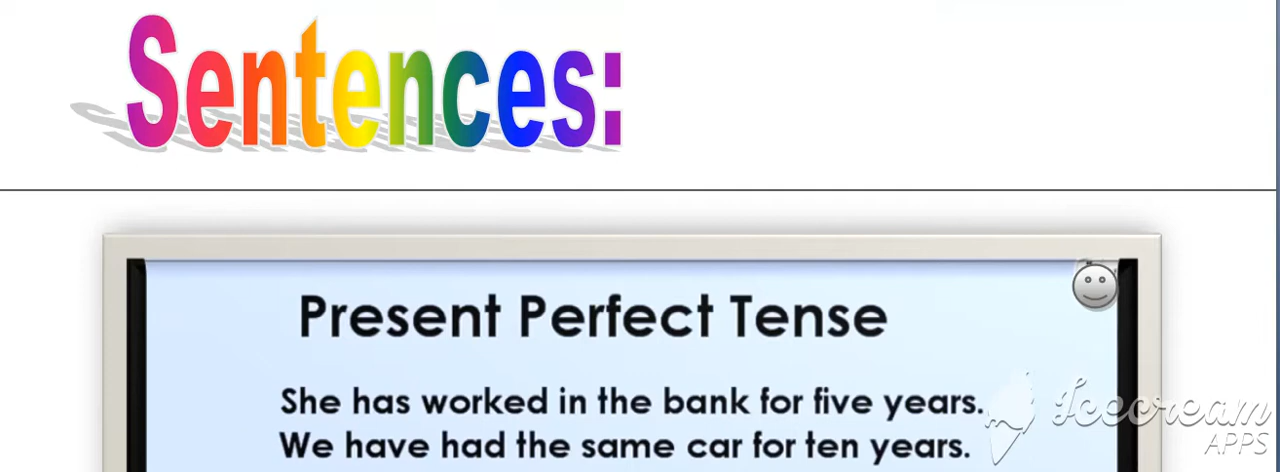 Sentences:
Present Perfect Tense
She has worked in the bank for five years.
We have had the same car for ten years.
Icecream
APPS